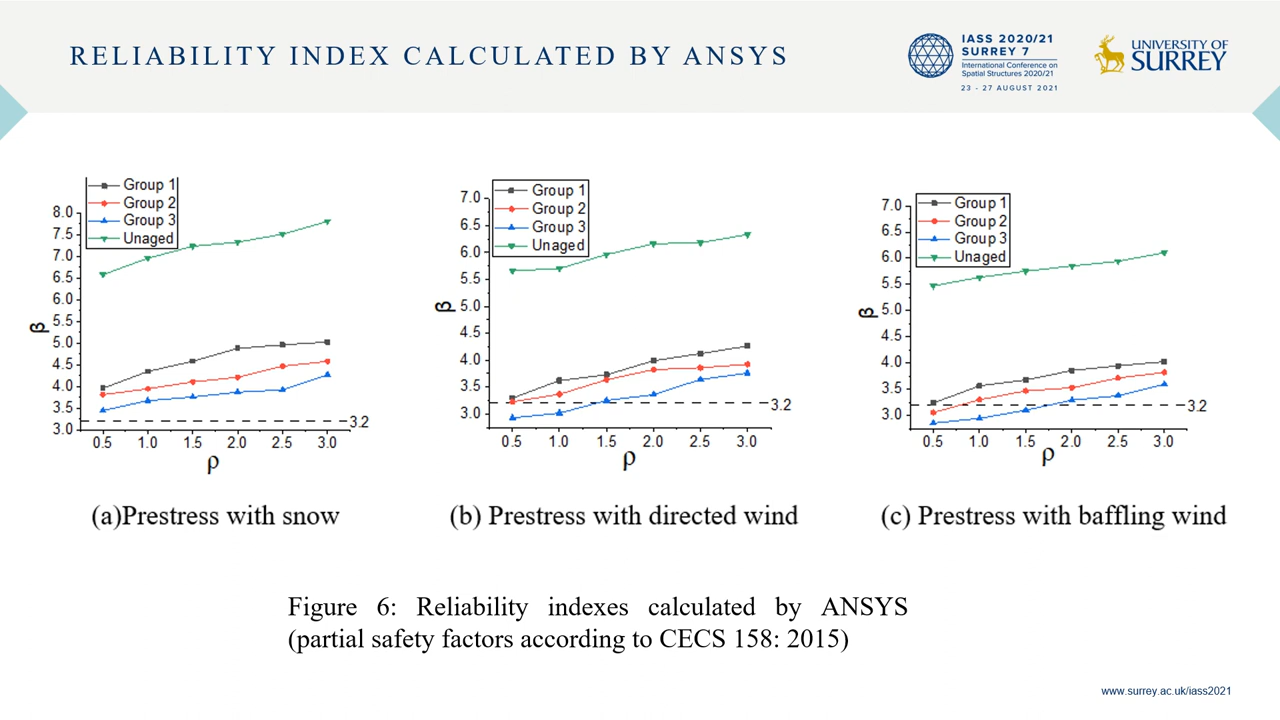 RELIABILITY INDEX CALCULATED BY ANSYS
IASS 2020/21
SURREY 7
International Conference on
Spatial Structures 2020/21
23 - 27 AUGUST 2021
UNIVERSITY OF
SURREY
Group 1
Group 2
Group 3
Unaged
8.0
7.5
7.0
6.5
6.0
5.5
5.0
4.5
4.0
3.5
3.0
β
3.2
0.5 1.0 1.5 2.0 2.5 3.0
ρ
(a)Prestress with snow
Group 1
Group 2
Group 3
Unaged
7.0
6.5
6.0
5.5
5.0
4.5
4.0
3.5
3.0
β
3.2
0.5 1.0 1.5 2.0 2.5 3.0
ρ
(b) Prestress with directed wind
Group 1
Group 2
Group 3
Unaged
7.0
6.5
6.0
5.5
5.0
4.5
4.0
3.5
3.0
β
3.2
0.5 1.0 1.5 2.0 2.5 3.0
ρ
(c) Prestress with baffling wind
Figure 6: Reliability indexes calculated by ANSYS
(partial safety factors according to CECS 158: 2015)
www.surrey.ac.uk/iass2021